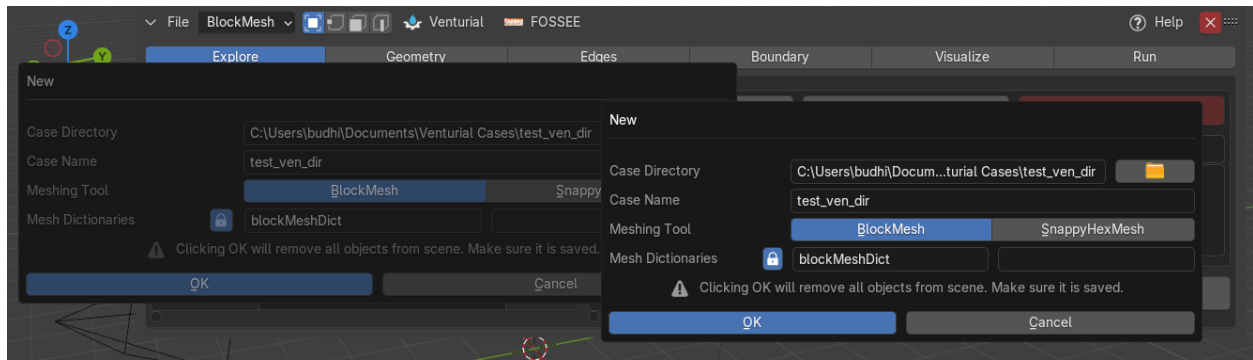 Z
Y
File BlockMesh Venturial FOSSEE Help
Explore Geometry Edges Boundary Visualize Run
New
Case Directory C:\Users\budhi\Documents\Venturial Cases\test_ven_dir
Case Name test_ven_dir
Meshing Tool BlockMesh Snappy
Mesh Dictionaries blockMeshDict
Clicking OK will remove all objects from scene. Make sure it is saved.
OK Cancel
New
Case Directory C:\Users\budhi\Docum...turial Cases\test_ven_dir
Case Name test_ven_dir
Meshing Tool BlockMesh SnappyHexMesh
Mesh Dictionaries blockMeshDict
Clicking OK will remove all objects from scene. Make sure it is saved.
OK Cancel